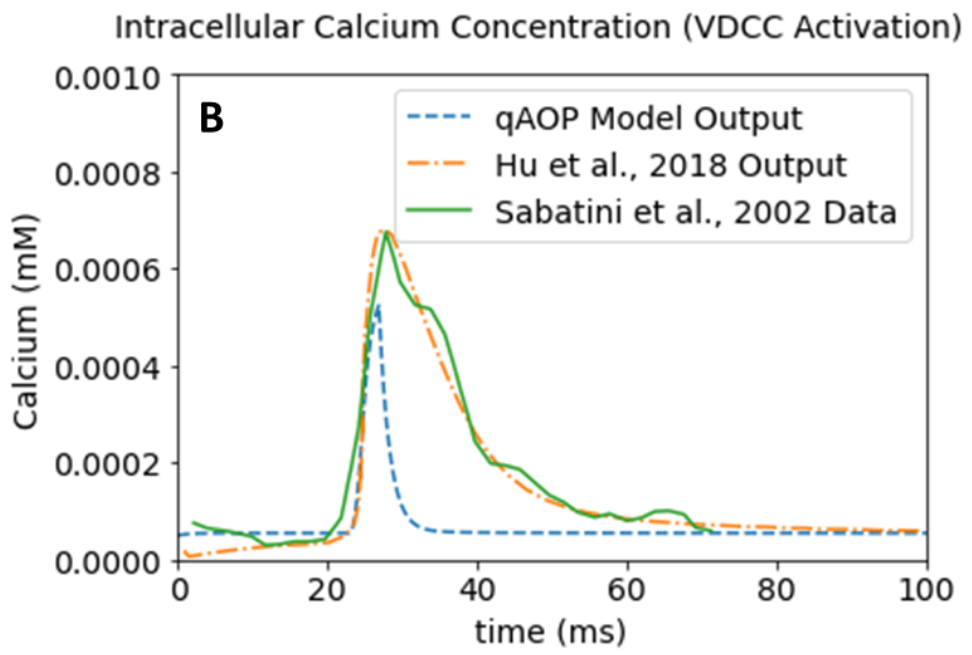 Intracellular Calcium Concentration (VDCC Activation)
B
qAOP Model Output
Hu et al., 2018 Output
Sabatini et al., 2002 Data
Calcium (mM)
0.0010
0.0008
0.0006
0.0004
0.0002
0.0000
0 20 40 60 80 100
time (ms)